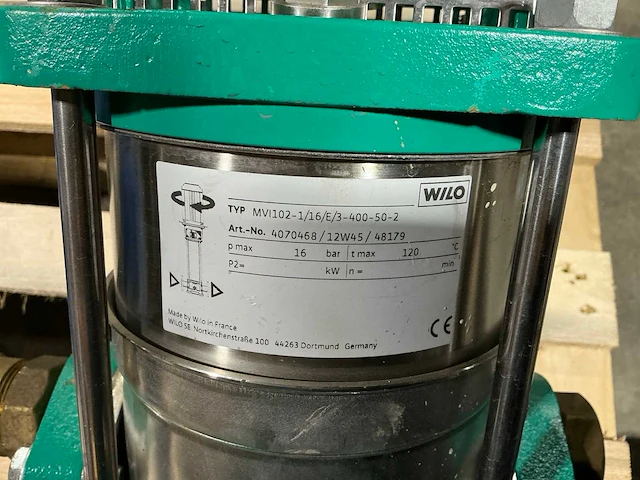 WILO
TYP MVI102-1/16/E/3-400-50-2
Art.-No. 4070468/12W45/48179
p max 16 bar t max 120 °C
P2= kW n = min
Made by Wilo in France
WILO SE Nortkirchenstraße 100 44263 Dortmund Germany
CE